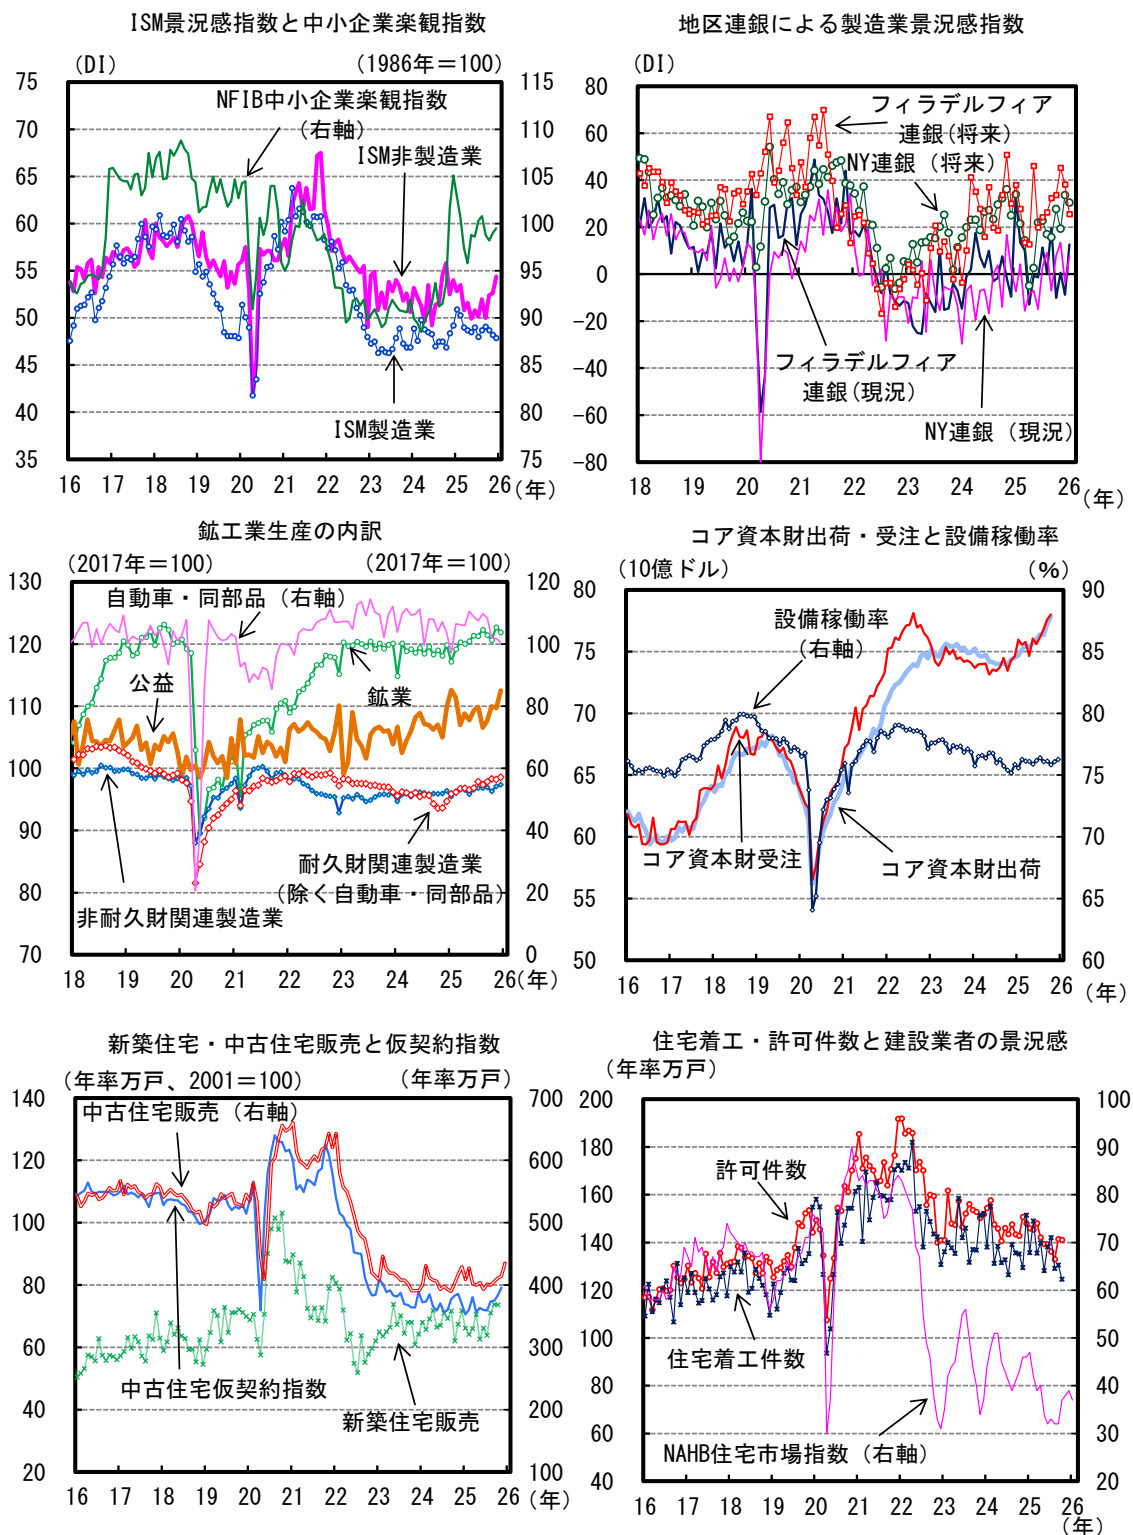 ISM景況感指数と中小企業楽観指数
(DI)
(1986年＝100)
75
70
65
60
55
50
45
40
35
115
110
105
100
95
90
85
80
75
NFIB中小企業楽観指数
（右軸）
ISM非製造業
ISM製造業
16 17 18 19 20 21 22 23 24 25 26
（年）
地区連銀による製造業景況感指数
(DI)
80
60
40
20
0
−20
−40
−60
−80
フィラデルフィア
連銀(将来)
NY連銀（将来）
フィラデルフィア
連銀(現況)
NY連銀（現況）
18 19 20 21 22 23 24 25 26
（年）
鉱工業生産の内訳
(2017年＝100)
(2017年＝100)
130
120
110
100
90
80
70
120
100
80
60
40
20
0
自動車・同部品（右軸）
公益
鉱業
耐久財関連製造業
（除く自動車・同部品）
非耐久財関連製造業
18 19 20 21 22 23 24 25 26
（年）
コア資本財出荷・受注と設備稼働率
(10億ドル)
(％)
80
75
70
65
60
55
50
90
85
80
75
70
65
60
設備稼働率
（右軸）
コア資本財受注
コア資本財出荷
16 17 18 19 20 21 22 23 24 25 26
（年）
新築住宅・中古住宅販売と仮契約指数
(年率万戸、2001＝100)
(年率万戸)
140
120
100
80
60
40
20
700
600
500
400
300
200
100
中古住宅販売（右軸）
中古住宅仮契約指数
新築住宅販売
16 17 18 19 20 21 22 23 24 25 26
（年）
住宅着工・許可件数と建設業者の景況感
(年率万戸)
200
180
160
140
120
100
80
60
40
100
90
80
70
60
50
40
30
20
許可件数
住宅着工件数
NAHB住宅市場指数（右軸）
16 17 18 19 20 21 22 23 24 25 26
（年）